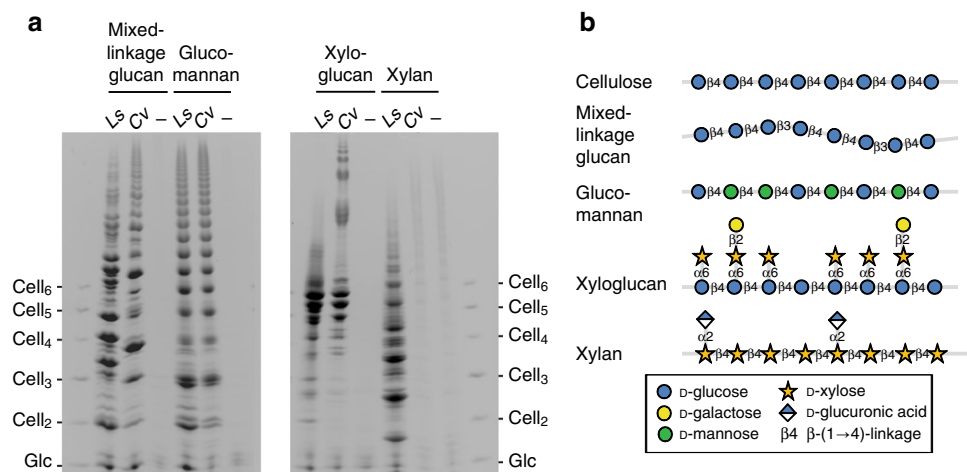 a
Mixed-
linkage
glucan
Gluco-
mannan
Xylo-
glucan
Xylan
Ls Cv – Ls Cv –
Ls Cv – Ls Cv –
Cell6
Cell5
Cell4
Cell3
Cell2
Glc
Cell6
Cell5
Cell4
Cell3
Cell2
Glc
b
Cellulose
β4 β4 β4 β4 β4 β4 β4
Mixed-
linkage
glucan
β4 β4 β3 β4 β4 β3 β4
Gluco-
mannan
β4 β4 β4 β4 β4 β4 β4
β2 β2
α6 α6 α6 α6 α6 α6
Xyloglucan
β4 β4 β4 β4 β4 β4 β4
α2 α2
Xylan
β4 β4 β4 β4 β4 β4 β4
D-glucose
D-xylose
D-galactose
D-glucuronic acid
D-mannose
β4 β-(1→4)-linkage